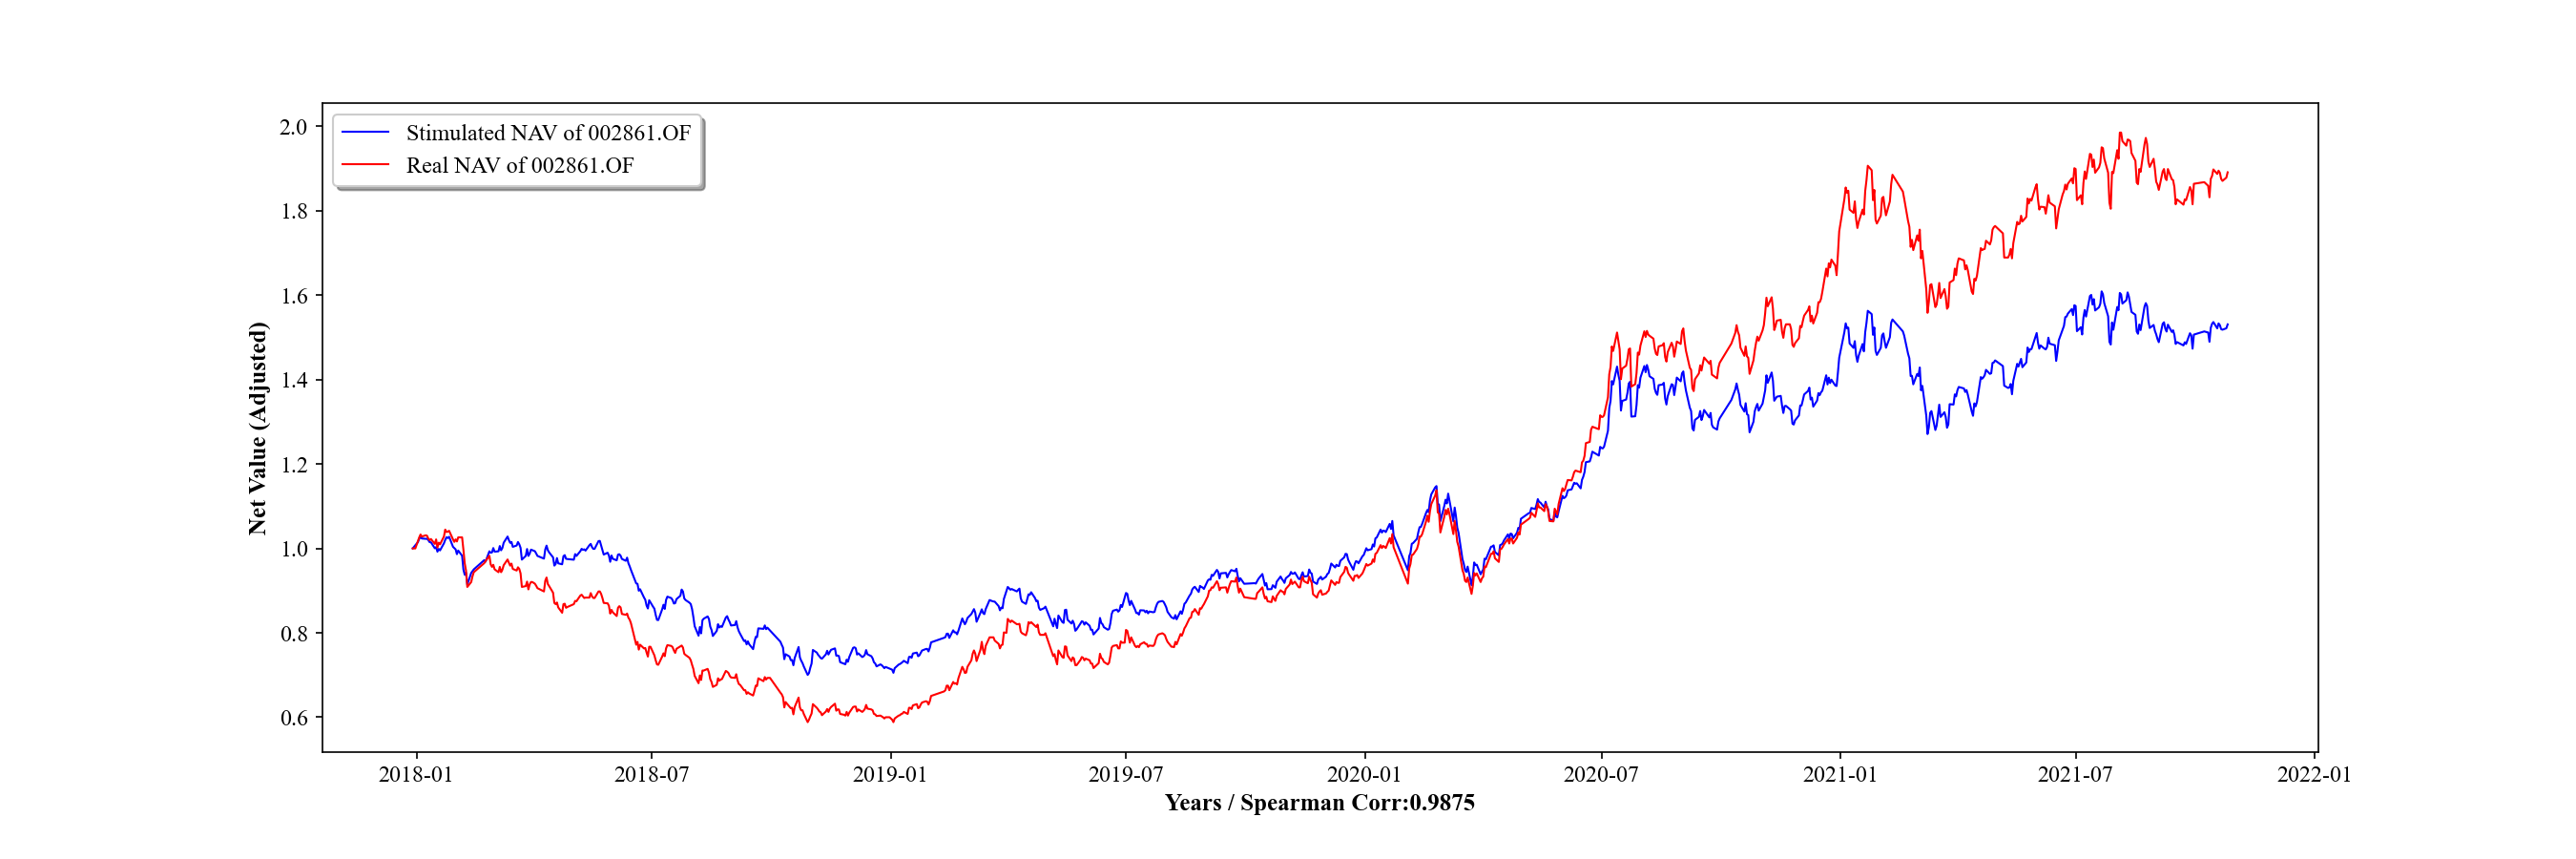 Stimulated NAV of 002861.OF
Real NAV of 002861.OF
Net Value (Adjusted)
2.0
1.8
1.6
1.4
1.2
1.0
0.8
0.6
2018-01 2018-07 2019-01 2019-07 2020-01 2020-07 2021-01 2021-07 2022-01
Years / Spearman Corr:0.9875